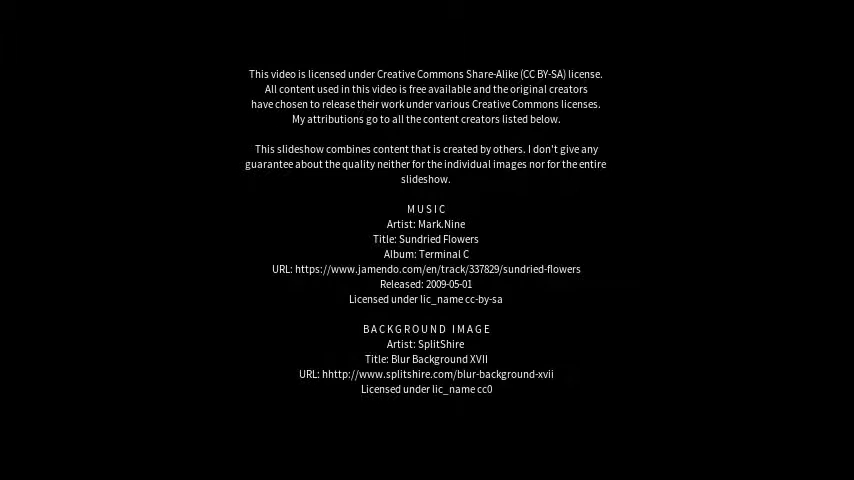 This video is licensed under Creative Commons Share-Alike (CC BY-SA) license.
All content used in this video is free available and the original creators
have chosen to release their work under various Creative Commons licenses.
My attributions go to all the content creators listed below.
This slideshow combines content that is created by others. I don't give any
guarantee about the quality neither for the individual images nor for the entire
slideshow.
M U S I C
Artist: Mark.Nine
Title: Sundried Flowers
Album: Terminal C
URL: https://www.jamendo.com/en/track/337829/sundried-flowers
Released: 2009-05-01
Licensed under lic_name cc-by-sa
B A C K G R O U N D   I M A G E
Artist: SplitShire
Title: Blur Background XVII
URL: hhttp://www.splitshire.com/blur-background-xvii
Licensed under lic_name cc0